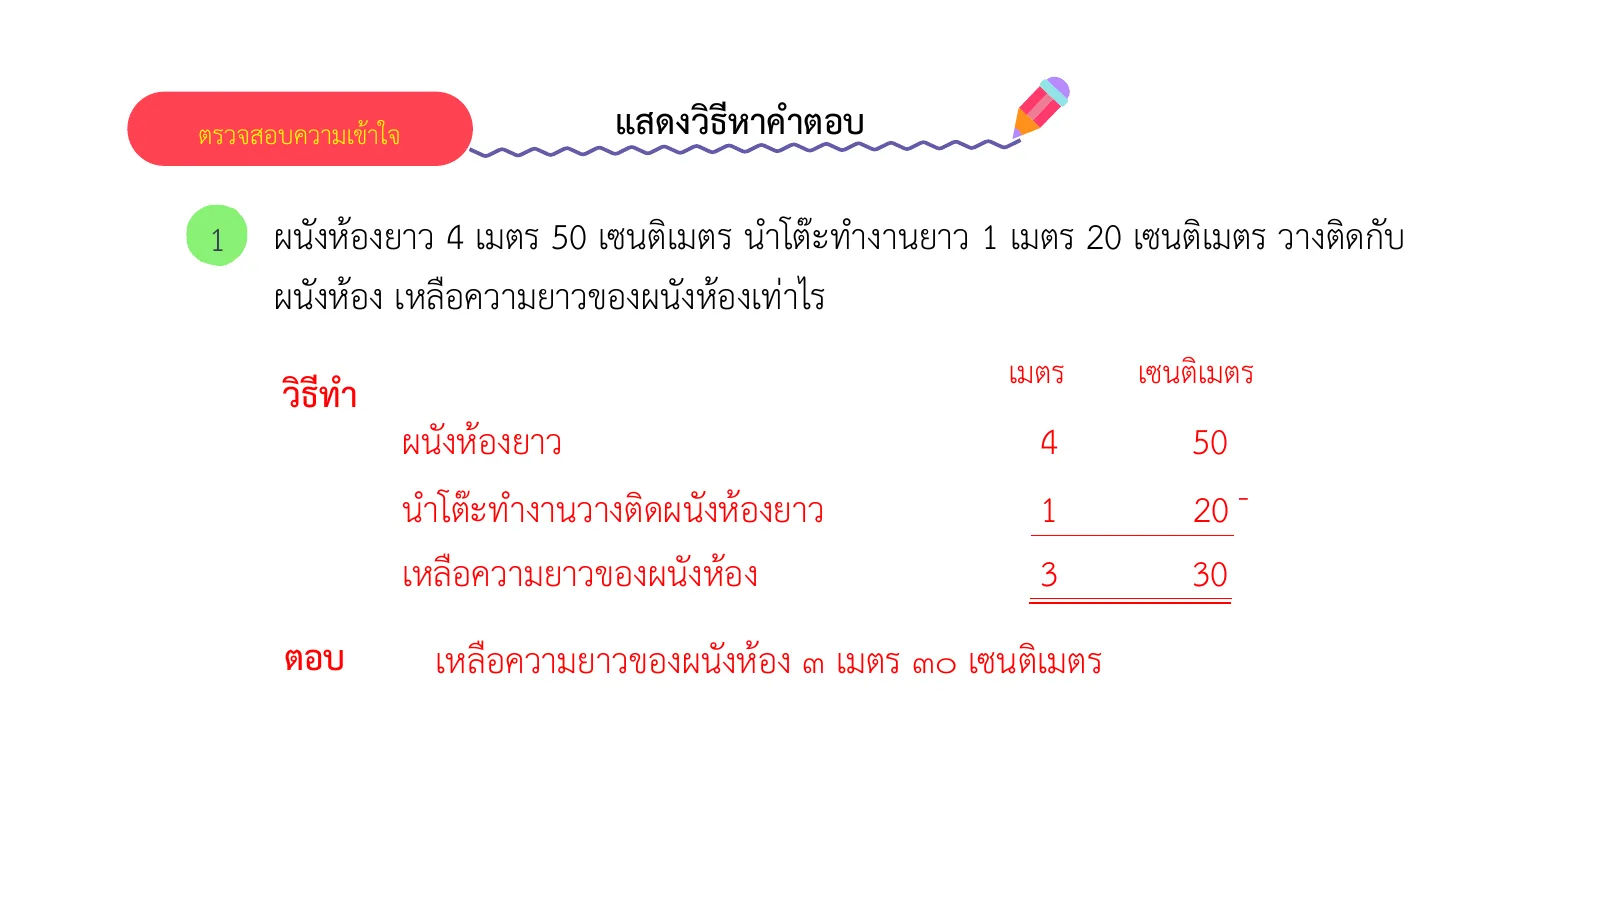 ตรวจสอบความเข้าใจ
แสดงวิธีหาคำตอบ
1
ผนังห้องยาว 4 เมตร 50 เซนติเมตร นำโต๊ะทำงานยาว 1 เมตร 20 เซนติเมตร วางติดกับ
ผนังห้อง เหลือความยาวของผนังห้องเท่าไร
เมตร เซนติเมตร
วิธีทำ
ผนังห้องยาว 4 50
นำโต๊ะทำงานวางติดผนังห้องยาว 1 20 -
เหลือความยาวของผนังห้อง 3 30
ตอบ เหลือความยาวของผนังห้อง ๓ เมตร ๓๐ เซนติเมตร